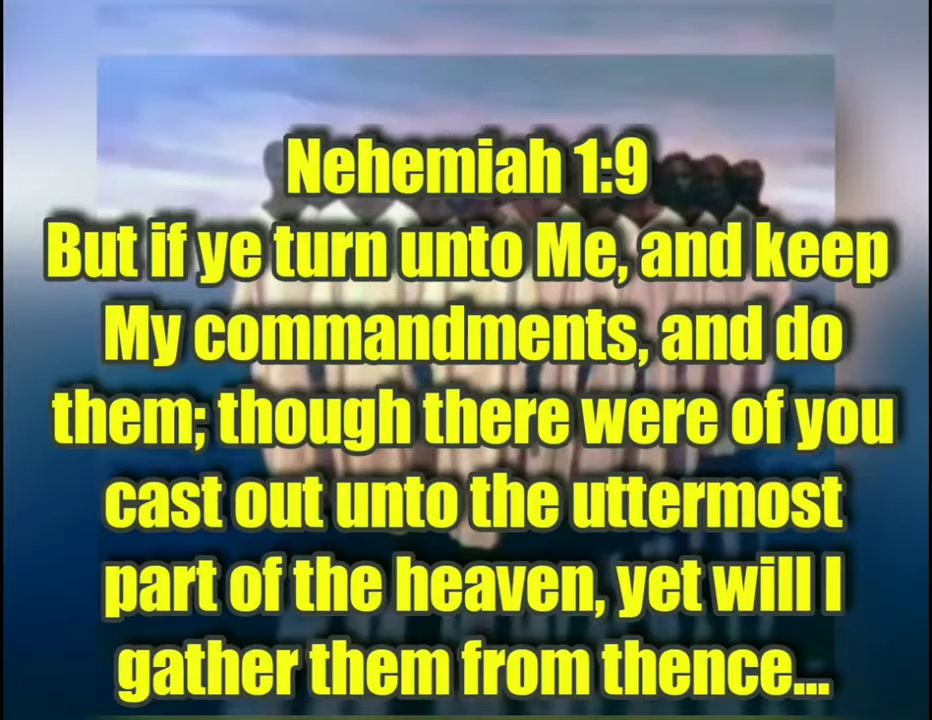 Nehemiah 1:9
But if ye turn unto Me, and keep
My commandments, and do
them; though there were of you
cast out unto the uttermost
part of the heaven, yet will I
gather them from thence...